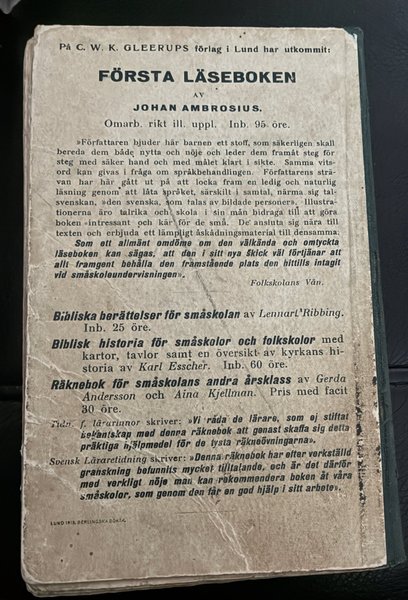 På C. W. K. GLEERUPS förlag i Lund har utkommit:
FÖRSTA LÄSEBOKEN
AV
JOHAN AMBROSIUS.
Omarb. rikt ill. uppl. Inb. 95 öre.
»Författaren bjuder här barnen ett stoff, som säkerligen skall
bereda dem både nytta och nöje och leder dem framåt steg för
steg med säker hand och med målet klart i sikte. Samma vits-
ord kan givas i fråga om språkbehandlingen. Författarens strä-
van har här gått ut på att locka fram en ledig och naturlig
läsning genom att låta språket, särskilt i samtal, närma sig tal-
svenskan, »den svenska, som talas av bildade personer». Illustra-
tionerna äro talrika och skola i sin mån bidraga till att göra
boken »intressant och kär för de små. De ansluta sig nära till
texten och erbjuda ett lämpligt åskådningsmaterial till densamma.
Som ett allmänt omdöme om den välkända och omtyckta
läseboken kan sägas, att den i sitt nya skick väl förtjänar att
allt framgent behålla den framstående plats den hittills intagit
vid småskoleundervisningen».
Folkskolans Vän.
Bibliska berättelser för småskolan av Lennart Ribbing.
Inb. 25 öre.
Biblisk historia för småskolor och folkskolor med
kartor, tavlor samt en översikt av kyrkans hi-
storia av Karl Esscher. Inb. 60 öre.
Räknebok för småskolans andra årsklass av Gerda
Andersson och Aina Kjellman. Pris med facit
30 öre.
Tidn. f. lärarinnor skriver: »Vi råda de lärare, som ej stiftat
bekantskap med denna räknebok att genast skaffa sig detta
präktiga hjälpmedel för de tysta räkneövningarna».
Svensk Läraretidning skriver: »Denna räknebok har efter verkställd
granskning befunnits mycket tilltalande, och är det därför
med verkligt nöje man kan rekommendera boken åt våra
småskolor, som genom den får en god hjälp i sitt arbete».
LUND 1918, BERLINGSKA BOKTR.